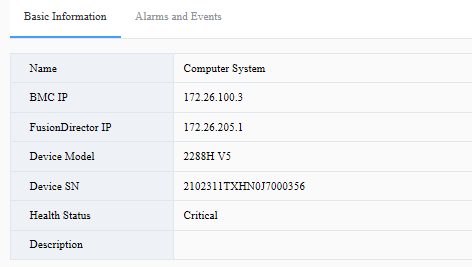 Basic Information Alarms and Events
Name Computer System
BMC IP 172.26.100.3
FusionDirector IP 172.26.205.1
Device Model 2288H V5
Device SN 2102311TXHN0J7000356
Health Status Critical
Description